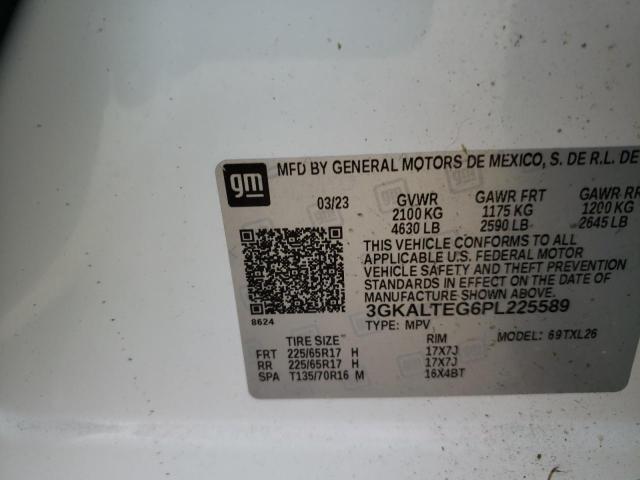 gm
MFD BY GENERAL MOTORS DE MEXICO, S. DE R.L. DE
03/23 GVWR GAWR FRT GAWR RR
2100 KG 1175 KG 1200 KG
4630 LB 2590 LB 2645 LB
THIS VEHICLE CONFORMS TO ALL
APPLICABLE U.S. FEDERAL MOTOR
VEHICLE SAFETY AND THEFT PREVENTION
STANDARDS IN EFFECT ON THE DATE OF
MANUFACTURE SHOWN ABOVE.
8624
3GKALTEG6PL225589
TYPE: MPV MODEL: 69TXL26
TIRE SIZE RIM
FRT 225/65R17 H 17X7J
RR 225/65R17 H 17X7J
SPA T135/70R16 M 16X4BT